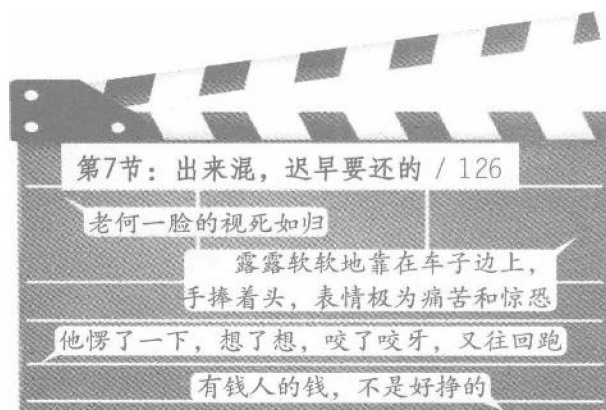 第7节：出来混，迟早要还的 / 126
老何一脸的视死如归
露露软软地靠在车子边上，
手捧着头，表情极为痛苦和惊恐
他愣了一下，想了想，咬了咬牙，又往回跑
有钱人的钱，不是好挣的